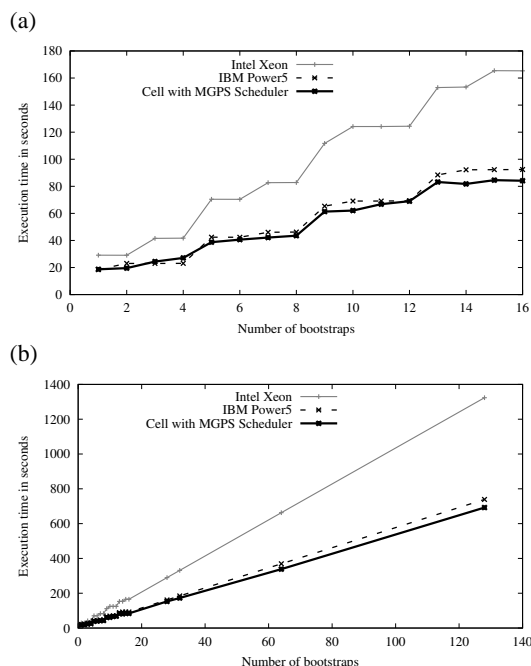 (a)
180
160
140
120
100
80
60
40
20
0
Execution time in seconds
Intel Xeon
IBM Power5
Cell with MGPS Scheduler
0 2 4 6 8 10 12 14 16
Number of bootstraps
(b)
1400
1200
1000
800
600
400
200
0
Execution time in seconds
Intel Xeon
IBM Power5
Cell with MGPS Scheduler
0 20 40 60 80 100 120 140
Number of bootstraps